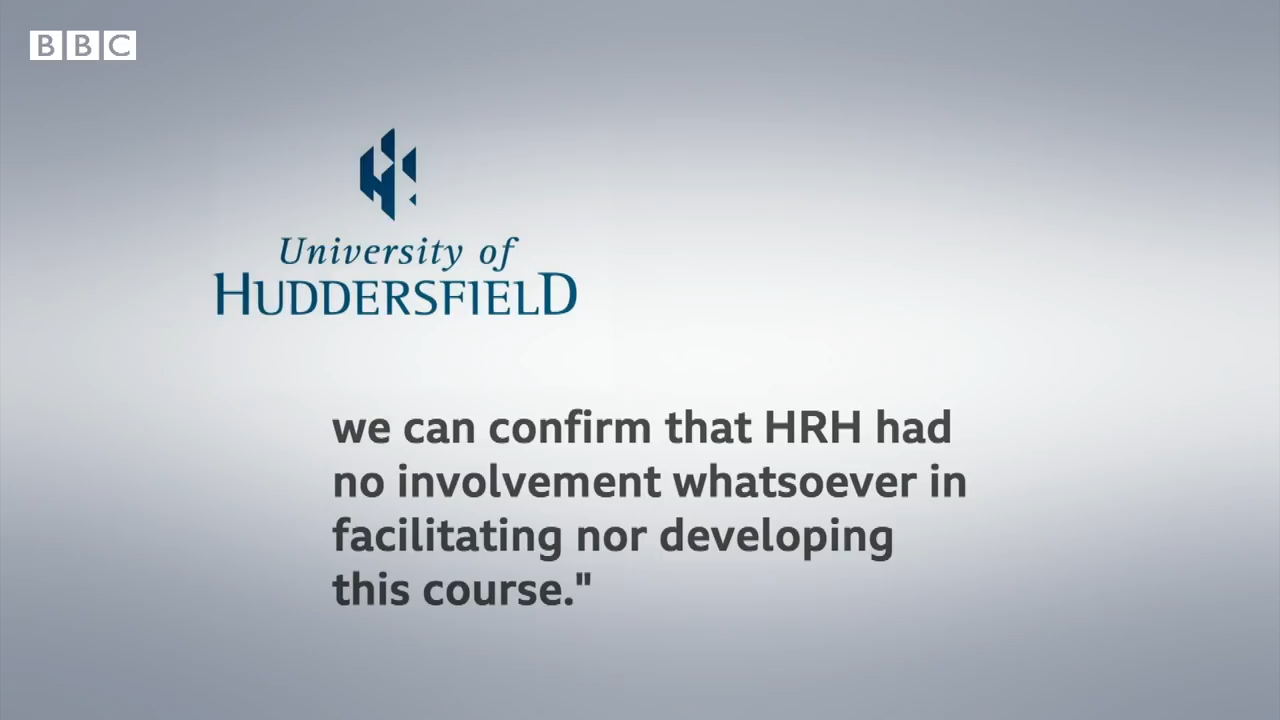 BBC
University of
HUDDERSFIELD
we can confirm that HRH had
no involvement whatsoever in
facilitating nor developing
this course."